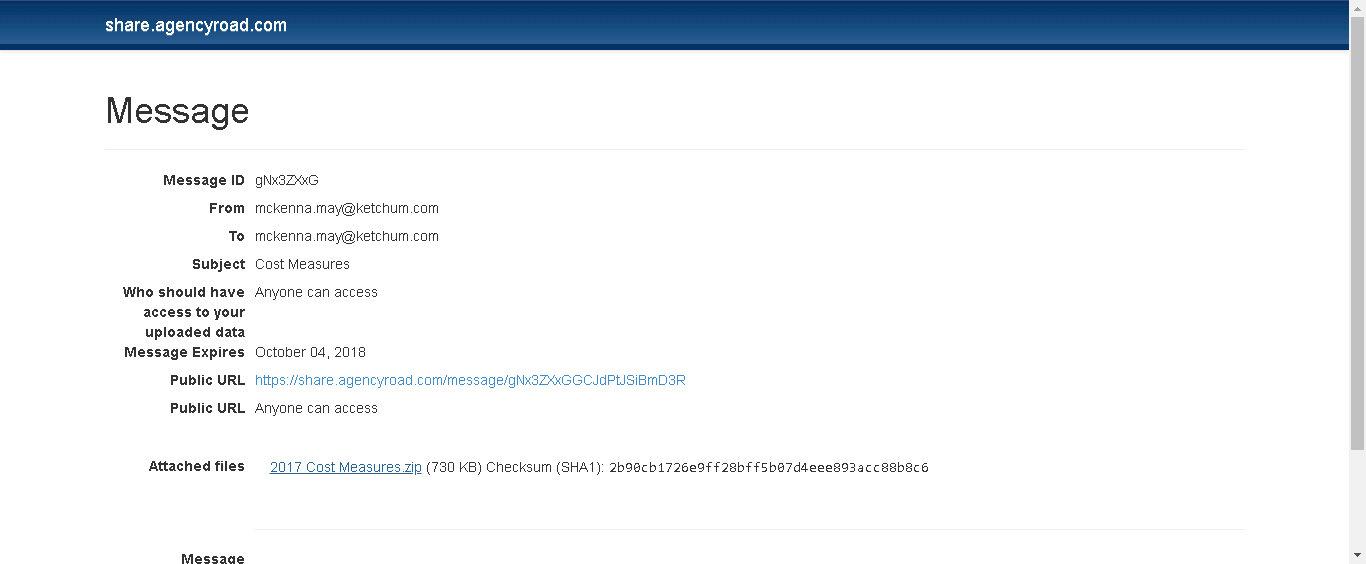 share.agencyroad.com
Message
Message ID gNx3ZXxG
From mckenna.may@ketchum.com
To mckenna.may@ketchum.com
Subject Cost Measures
Who should have Anyone can access
access to your
uploaded data
Message Expires October 04, 2018
Public URL https://share.agencyroad.com/message/gNx3ZXxGGCJdPtJSiBmD3R
Public URL Anyone can access
Attached files 2017 Cost Measures.zip (730 KB) Checksum (SHA1): 2b90cb1726e9ff28bff5b07d4eee893acc88b8c6
Message